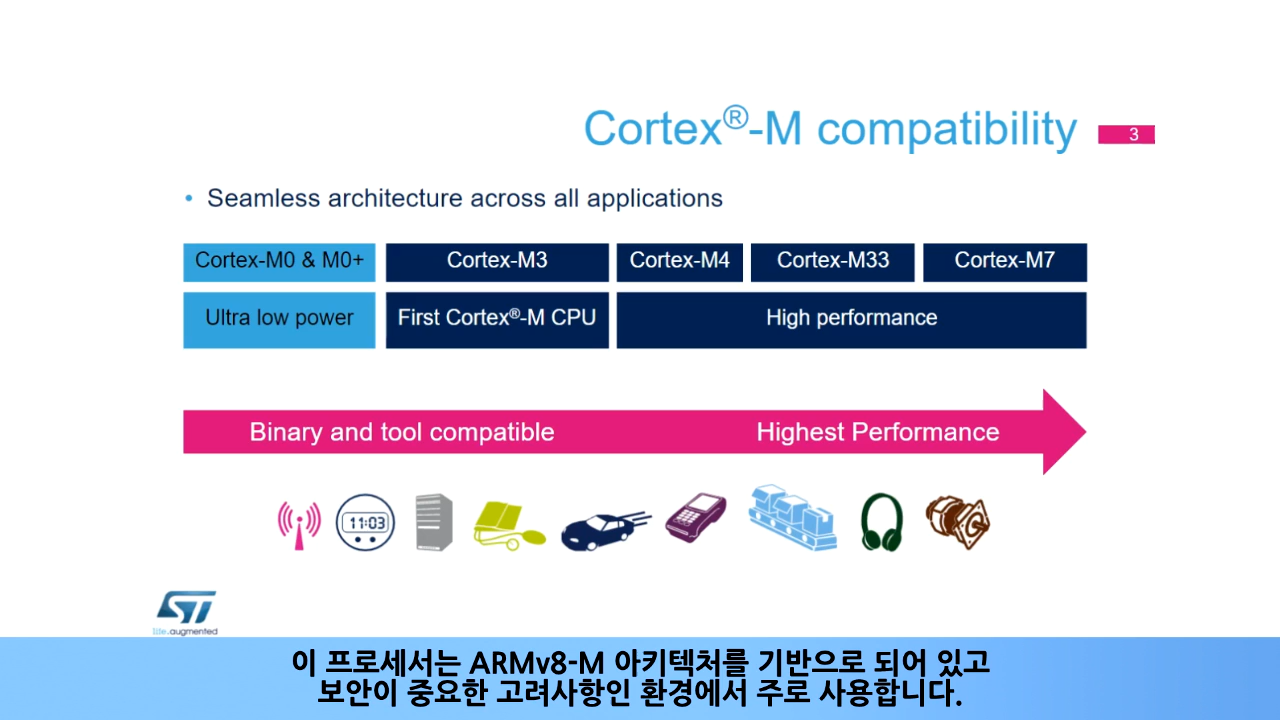 Cortex®-M compatibility
3
• Seamless architecture across all applications
Cortex-M0 & M0+
Cortex-M3
Cortex-M4
Cortex-M33
Cortex-M7
Ultra low power
First Cortex®-M CPU
High performance
Binary and tool compatible
Highest Performance
11:03
ST
life.augmented
이 프로세서는 ARMv8-M 아키텍처를 기반으로 되어 있고
보안이 중요한 고려사항인 환경에서 주로 사용합니다.